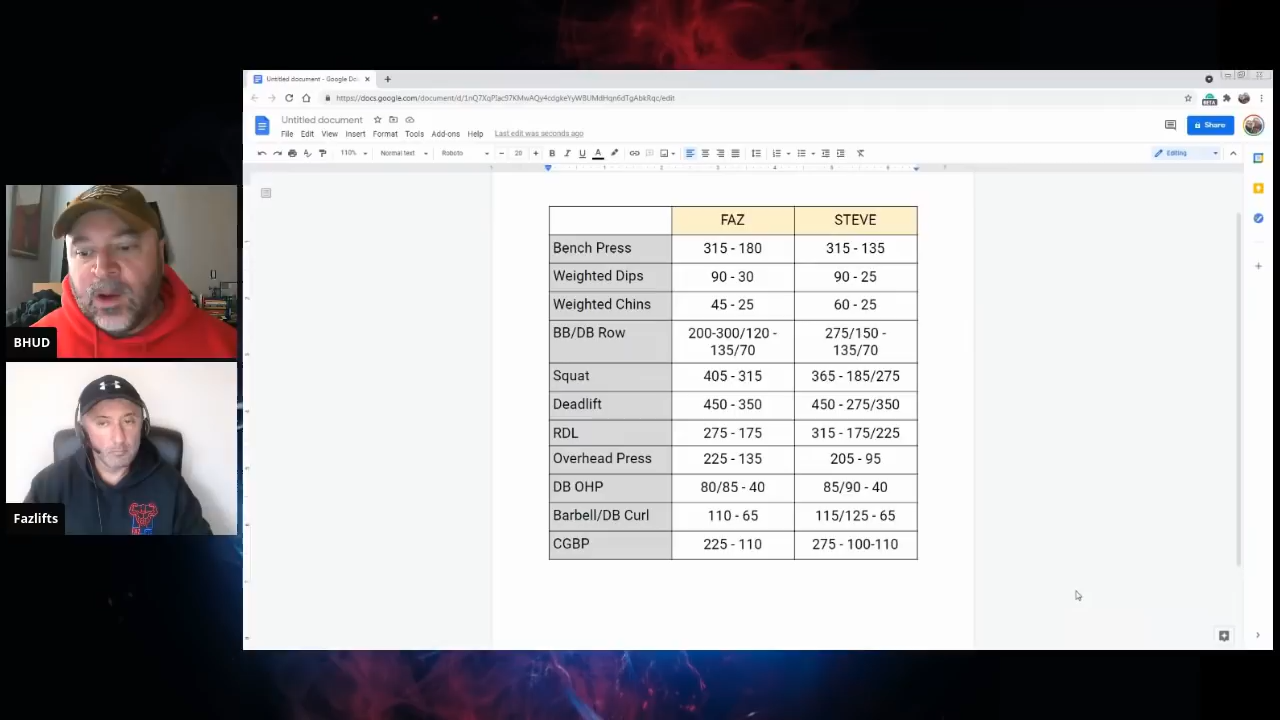 Untitled document - Google Do
Untitled document
File Edit View Insert Format Tools Add-ons Help Last edit was seconds ago
Share
110% Normal text Roboto 20 Editing
FAZ STEVE
Bench Press 315 - 180 315 - 135
Weighted Dips 90 - 30 90 - 25
Weighted Chins 45 - 25 60 - 25
BB/DB Row 200-300/120 - 275/150 -
135/70 135/70
Squat 405 - 315 365 - 185/275
Deadlift 450 - 350 450 - 275/350
RDL 275 - 175 315 - 175/225
Overhead Press 225 - 135 205 - 95
DB OHP 80/85 - 40 85/90 - 40
Barbell/DB Curl 110 - 65 115/125 - 65
CGBP 225 - 110 275 - 100-110
BHUD
Fazlifts